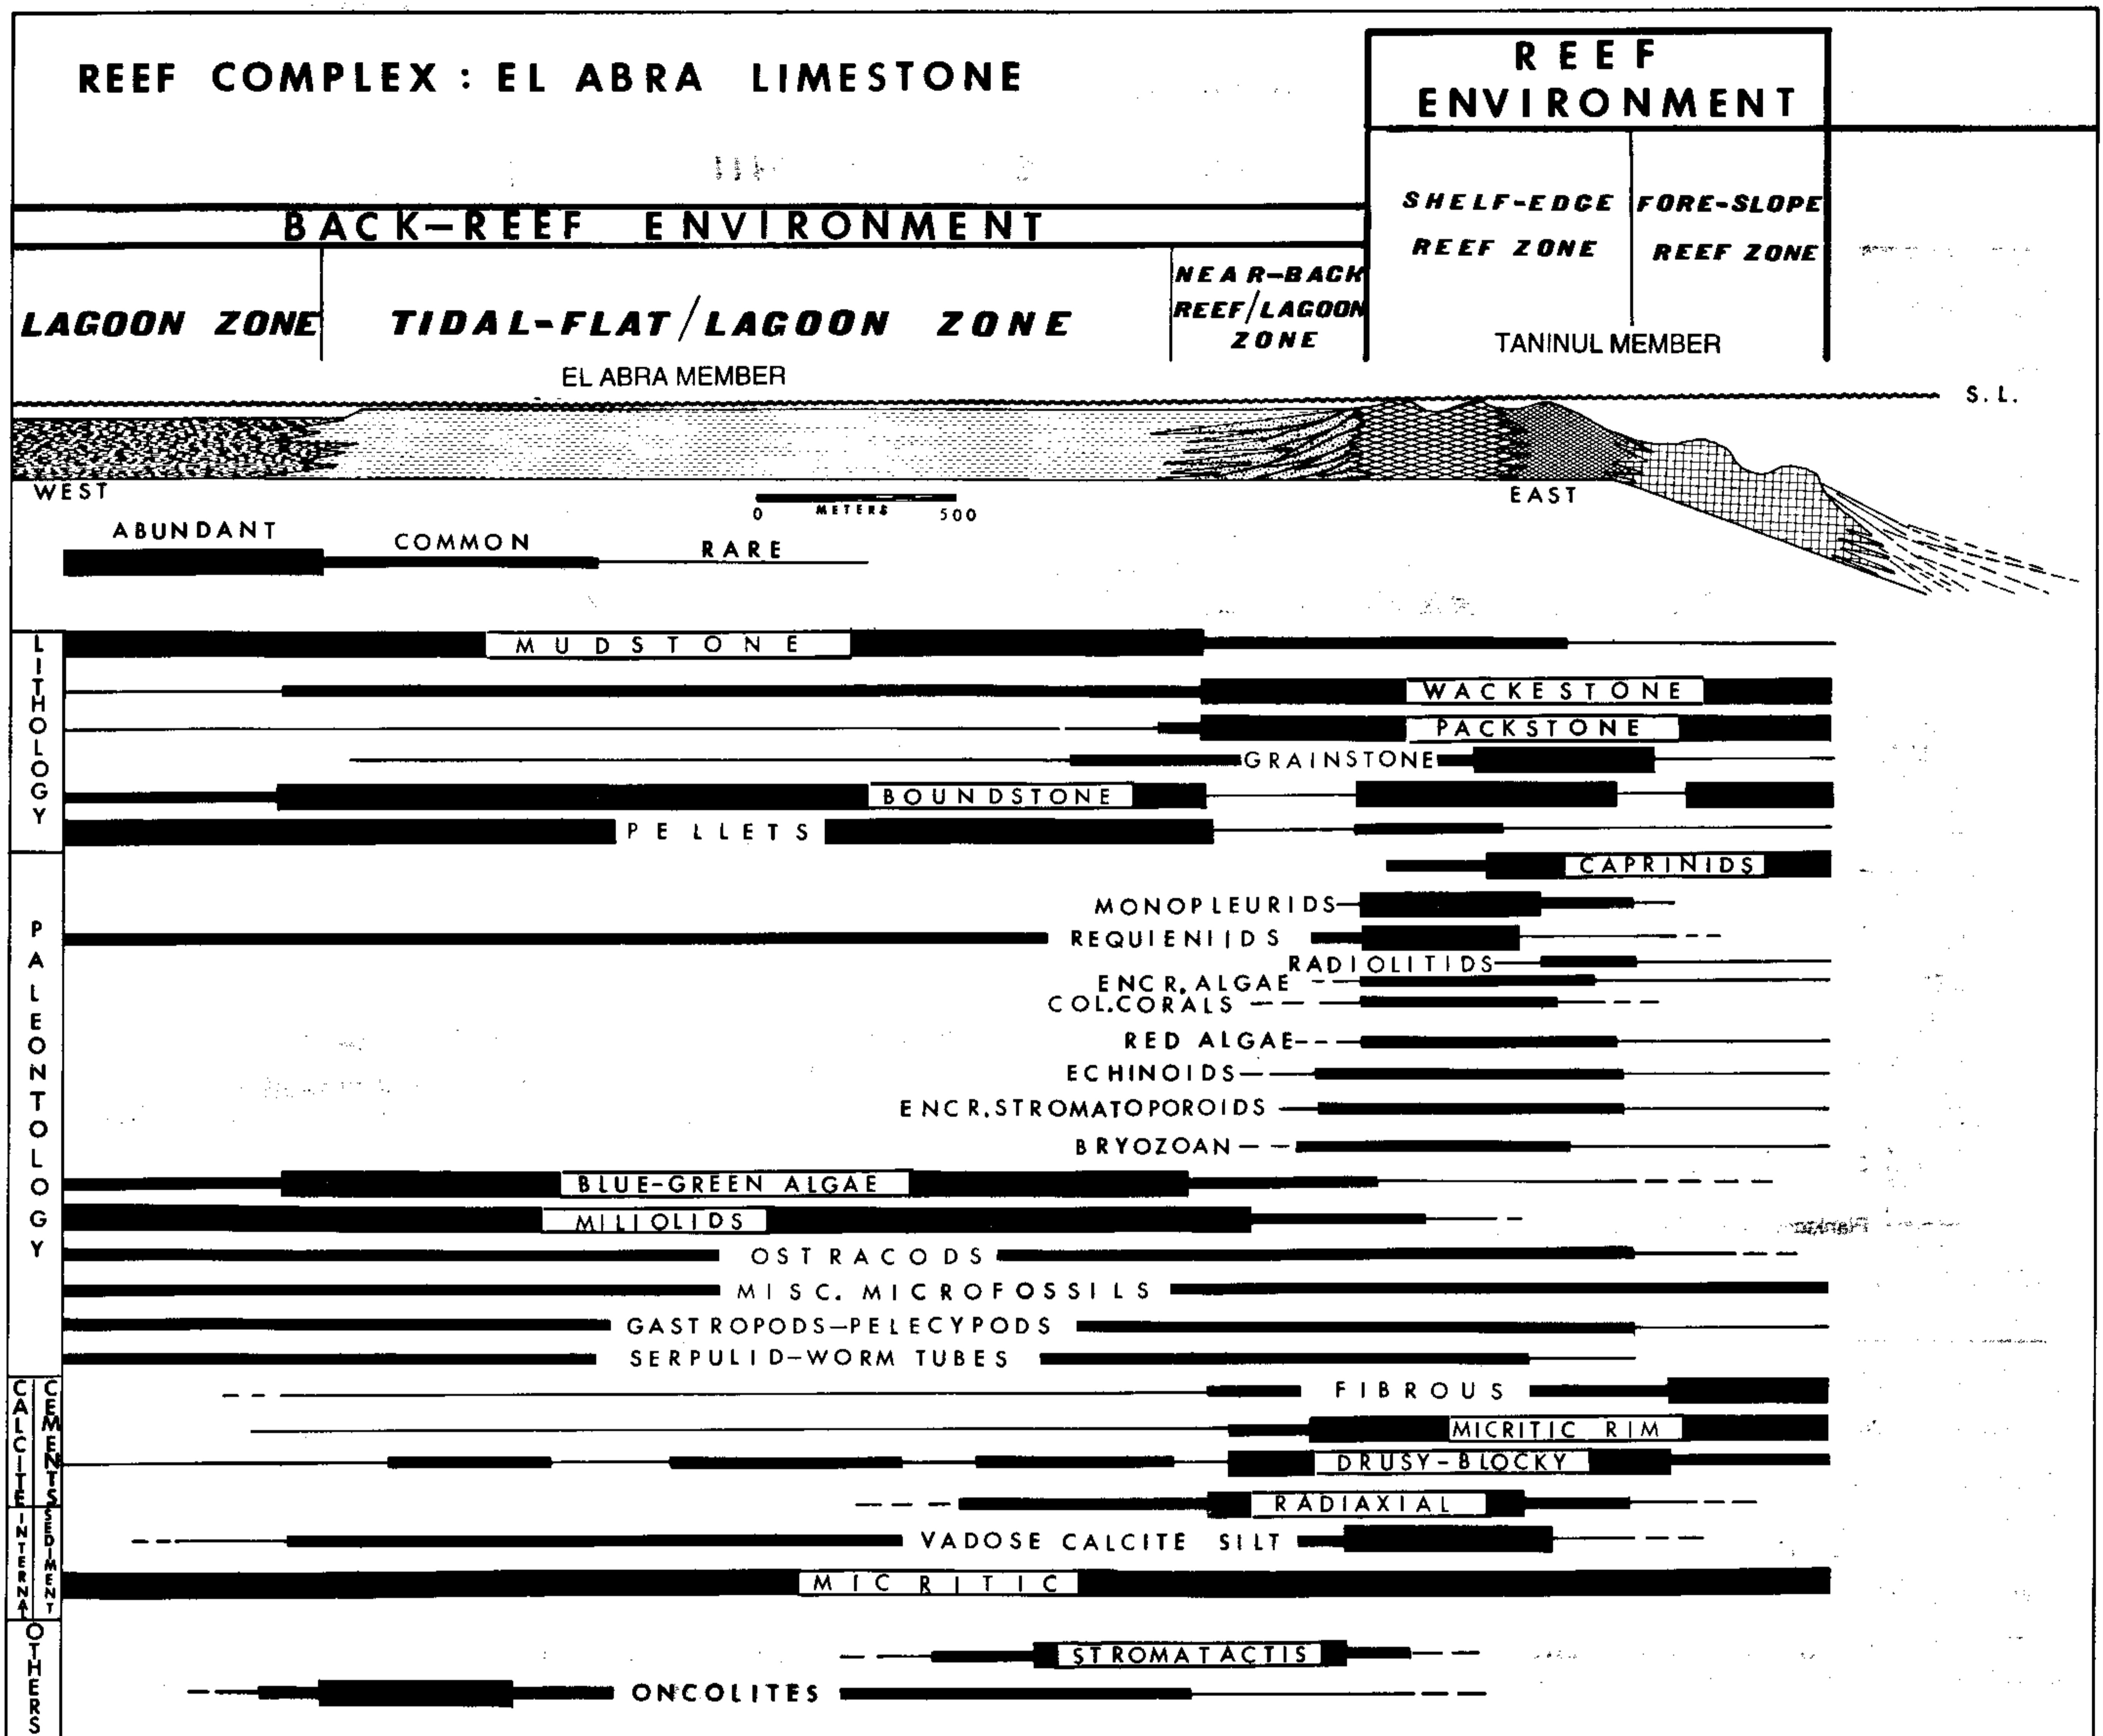 REEF COMPLEX : EL ABRA LIMESTONE
REEF
ENVIRONMENT
BACK-REEF ENVIRONMENT
SHELF-EDGE
REEF ZONE
FORE-SLOPE
REEF ZONE
LAGOON ZONE
TIDAL-FLAT/LAGOON ZONE
NEAR-BACK
REEF/LAGOON
ZONE
TANINUL MEMBER
EL ABRA MEMBER
S. L.
WEST
EAST
0 METERS 500
ABUNDANT
COMMON
RARE
LITHOLOGY
MUDSTONE
WACKESTONE
PACKSTONE
GRAINSTONE
BOUNDSTONE
PELLETS
PALEONTOLOGY
CAPRINIDS
MONOPLEURIDS
REQUIENIIDS
RADIOLITIDS
ENCR. ALGAE
COL. CORALS
RED ALGAE
ECHINOIDS
ENCR. STROMATOPOROIDS
BRYOZOAN
BLUE-GREEN ALGAE
MILIOLIDS
OSTRACODS
MISC. MICROFOSSILS
GASTROPODS-PELECYPODS
SERPULID-WORM TUBES
CALCITE
CEMENTS
FIBROUS
MICRITIC RIM
DRUSY-BLOCKY
RADIAXIAL
INTERNAL
SEDIMENT
VADOSE CALCITE SILT
MICRITIC
OTHERS
STROMATACTIS
ONCOLITES